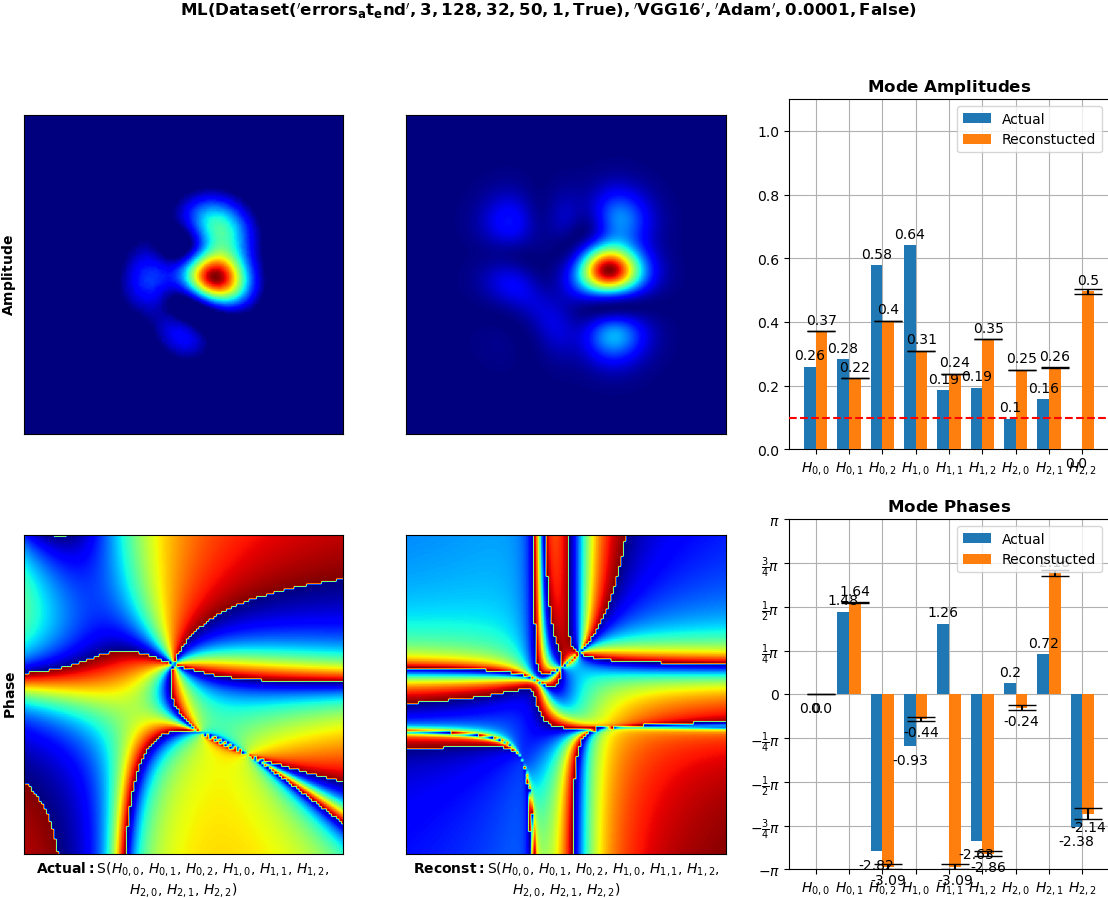 ML(Dataset('errors_at_end', 3, 128, 32, 50, 1, True), 'VGG16', 'Adam', 0.0001, False)
Amplitude
Mode Amplitudes
Actual
Reconstucted
1.0
0.8
0.6
0.4
0.2
0.0
0.26
0.37
0.28
0.22
0.58
0.4
0.64
0.31
0.19
0.24
0.19
0.35
0.1
0.25
0.16
0.26
0.0
0.5
H0,0 H0,1 H0,2 H1,0 H1,1 H1,2 H2,0 H2,1 H2,2
Phase
Actual: S(H0,0, H0,1, H0,2, H1,0, H1,1, H1,2,
H2,0, H2,1, H2,2)
Reconst: S(H0,0, H0,1, H0,2, H1,0, H1,1, H1,2,
H2,0, H2,1, H2,2)
Mode Phases
Actual
Reconstucted
π
3/4π
1/2π
1/4π
0
−1/4π
−1/2π
−3/4π
−π
0.0
0.0
1.48
1.64
-2.82
-3.09
-0.93
-0.44
1.26
-3.09
-2.63
-2.86
0.2
-0.24
0.72
-2.38
-2.14
H0,0 H0,1 H0,2 H1,0 H1,1 H1,2 H2,0 H2,1 H2,2